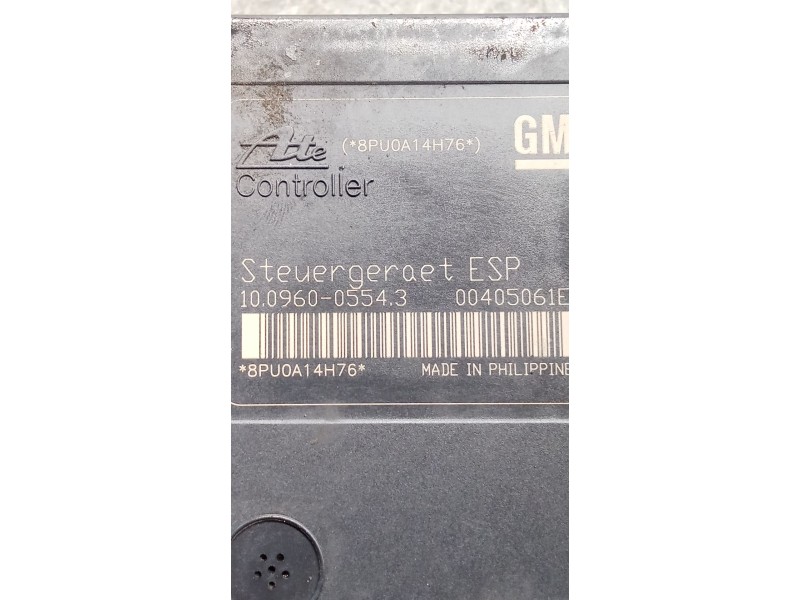 Ate (*8PU0A14H76*) GM
Controller
Steuergeraet ESP
10.0960-0554.3 00405061E
*8PU0A14H76* MADE IN PHILIPPINE